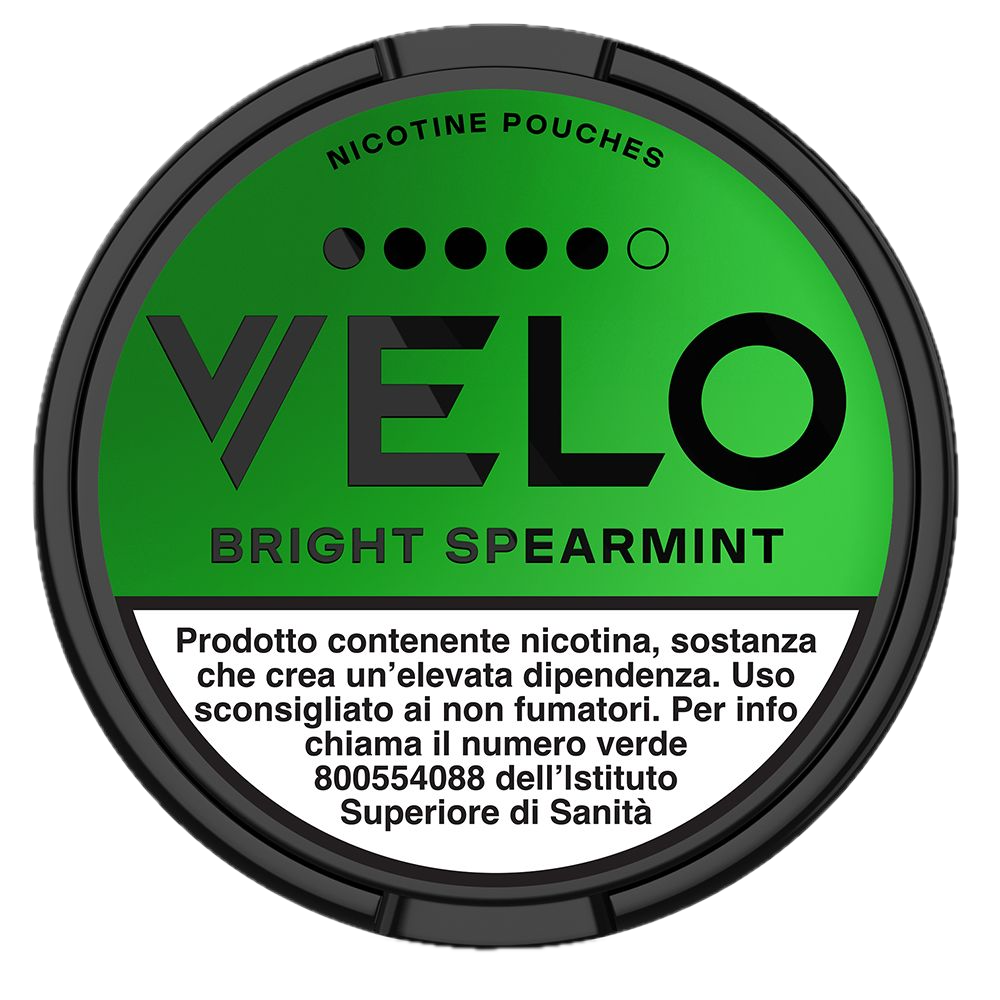 NICOTINE POUCHES
VELO
BRIGHT SPEARMINT
Prodotto contenente nicotina, sostanza
che crea un’elevata dipendenza. Uso
sconsigliato ai non fumatori. Per info
chiama il numero verde
800554088 dell’Istituto
Superiore di Sanità